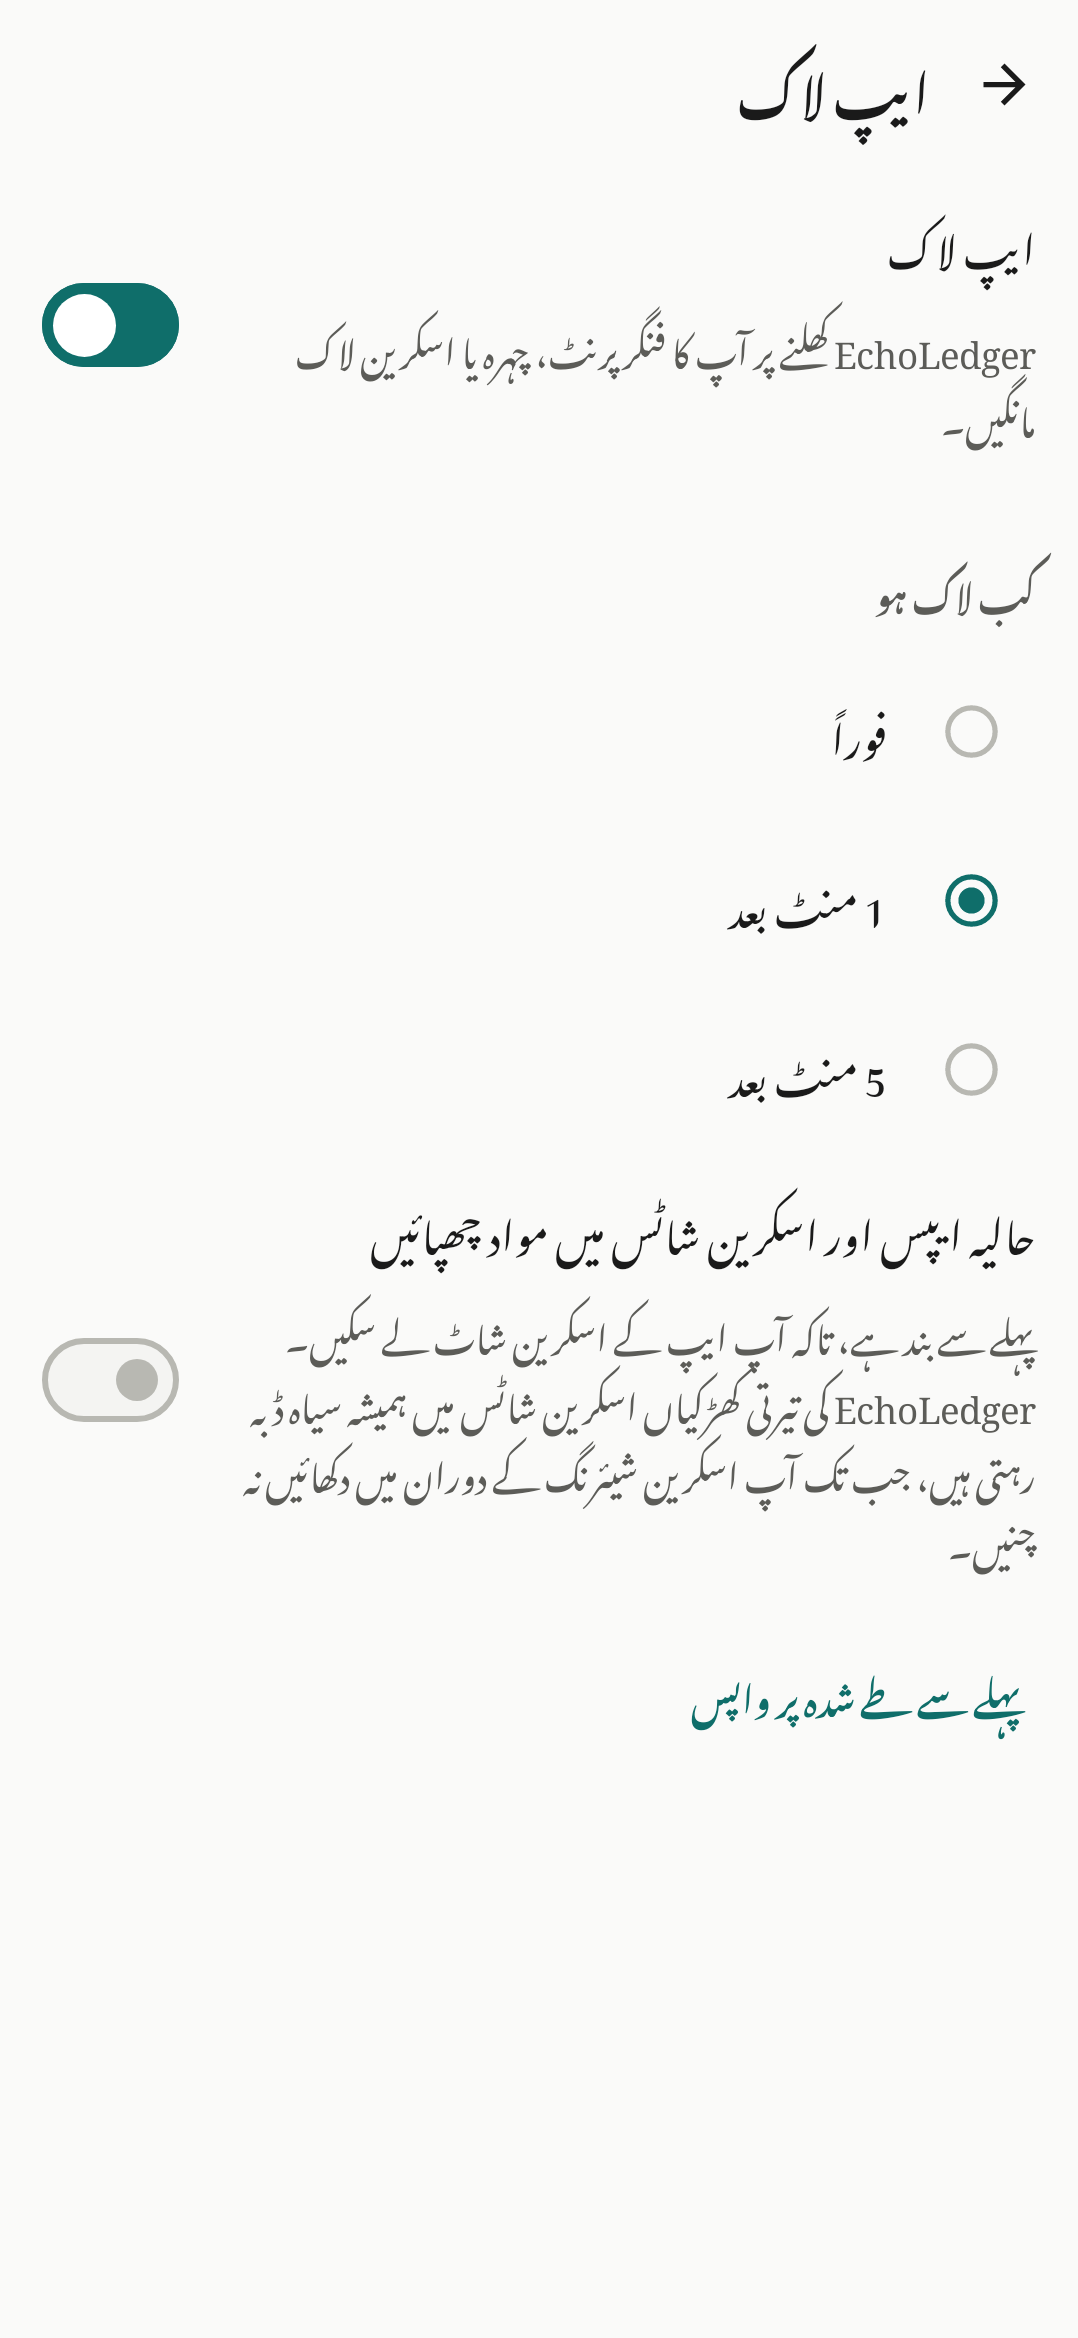 ایپ لاک
ایپ لاک
EchoLedger کھلنے پر آپ کا فنگر پرنٹ، چہرہ یا اسکرین لاک
مانگیں۔
کب لاک ہو
فوراً
1 منٹ بعد
5 منٹ بعد
حالیہ ایپس اور اسکرین شاٹس میں مواد چھپائیں
پہلے سے بند ہے، تاکہ آپ ایپ کے اسکرین شاٹ لے سکیں۔
EchoLedger کی تیرتی کھڑکیاں اسکرین شاٹس میں ہمیشہ سیاہ ڈبہ
رہتی ہیں، جب تک آپ اسکرین شیئرنگ کے دوران میں دکھائیں نہ
چنیں۔
پہلے سے طے شدہ پر واپس